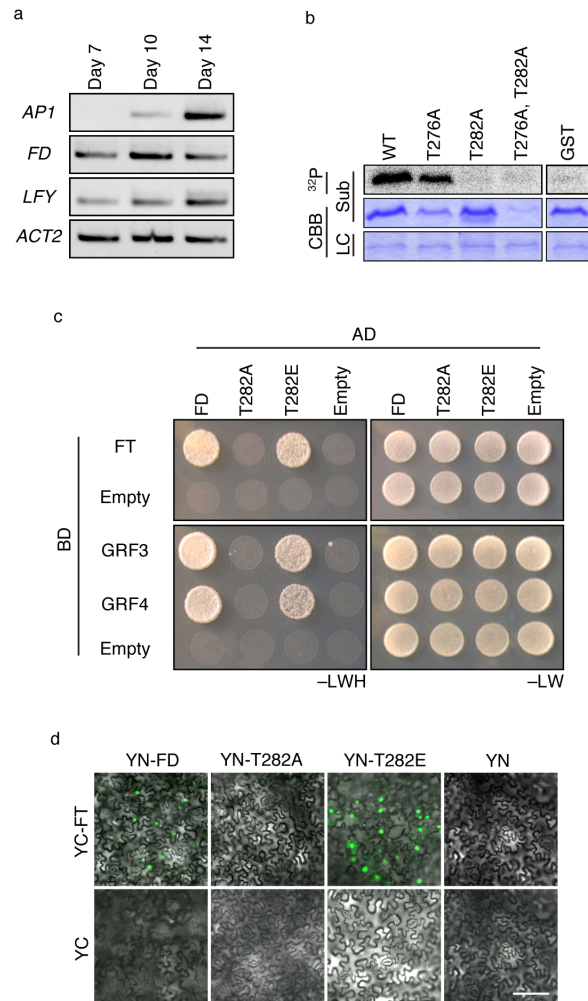 a
Day 7
Day 10
Day 14
AP1
FD
LFY
ACT2
b
WT
T276A
T282A
T276A, T282A
GST
32P
Sub
CBB
LC
c
AD
FD
T282A
T282E
Empty
FD
T282A
T282E
Empty
BD
FT
Empty
GRF3
GRF4
Empty
–LWH
–LW
d
YN-FD
YN-T282A
YN-T282E
YN
YC-FT
YC